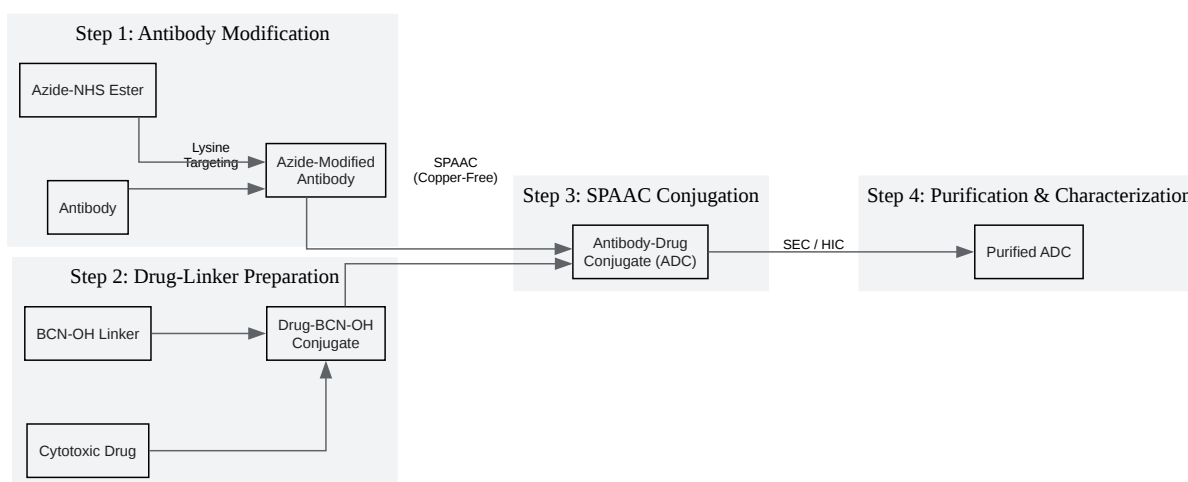 Step 1: Antibody Modification
Azide-NHS Ester
Lysine
Targeting
Azide-Modified
Antibody
Antibody
SPAAC
(Copper-Free)
Step 2: Drug-Linker Preparation
BCN-OH Linker
Drug-BCN-OH
Conjugate
Cytotoxic Drug
Step 3: SPAAC Conjugation
Antibody-Drug
Conjugate (ADC)
SEC / HIC
Step 4: Purification & Characterization
Purified ADC